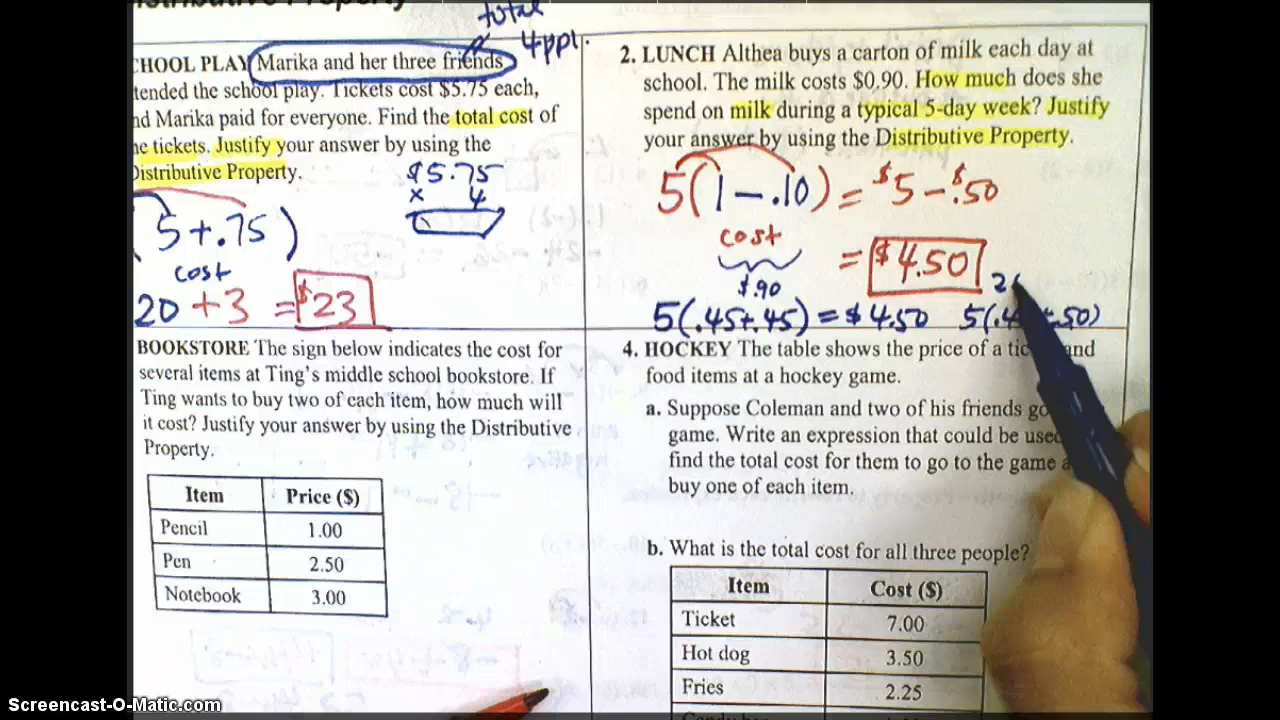 Distributive Property
total
4 ppl.
CHOOL PLAY Marika and her three friends
tended the school play. Tickets cost $5.75 each,
nd Marika paid for everyone. Find the total cost of
e tickets. Justify your answer by using the
Distributive Property.
$5.75
x 4
(5+.75)
cost
20 + 3 = $23
2. LUNCH Althea buys a carton of milk each day at
school. The milk costs $0.90. How much does she
spend on milk during a typical 5-day week? Justify
your answer by using the Distributive Property.
5(1 - .10) = $5 - $.50
cost
= $4.50
$.90
5(.45+.45) = $4.50
BOOKSTORE The sign below indicates the cost for
several items at Ting's middle school bookstore. If
Ting wants to buy two of each item, how much will
it cost? Justify your answer by using the Distributive
Property.
Item Price ($)
Pencil 1.00
Pen 2.50
Notebook 3.00
4. HOCKEY The table shows the price of a and
food items at a hockey game.
a. Suppose Coleman and two of his friends
game. Write an expression that could be used
find the total cost for them to go to the game
buy one of each item.
b. What is the total cost for all three people?
Item Cost ($)
Ticket 7.00
Hot dog 3.50
Fries 2.25
Screencast-O-Matic.com